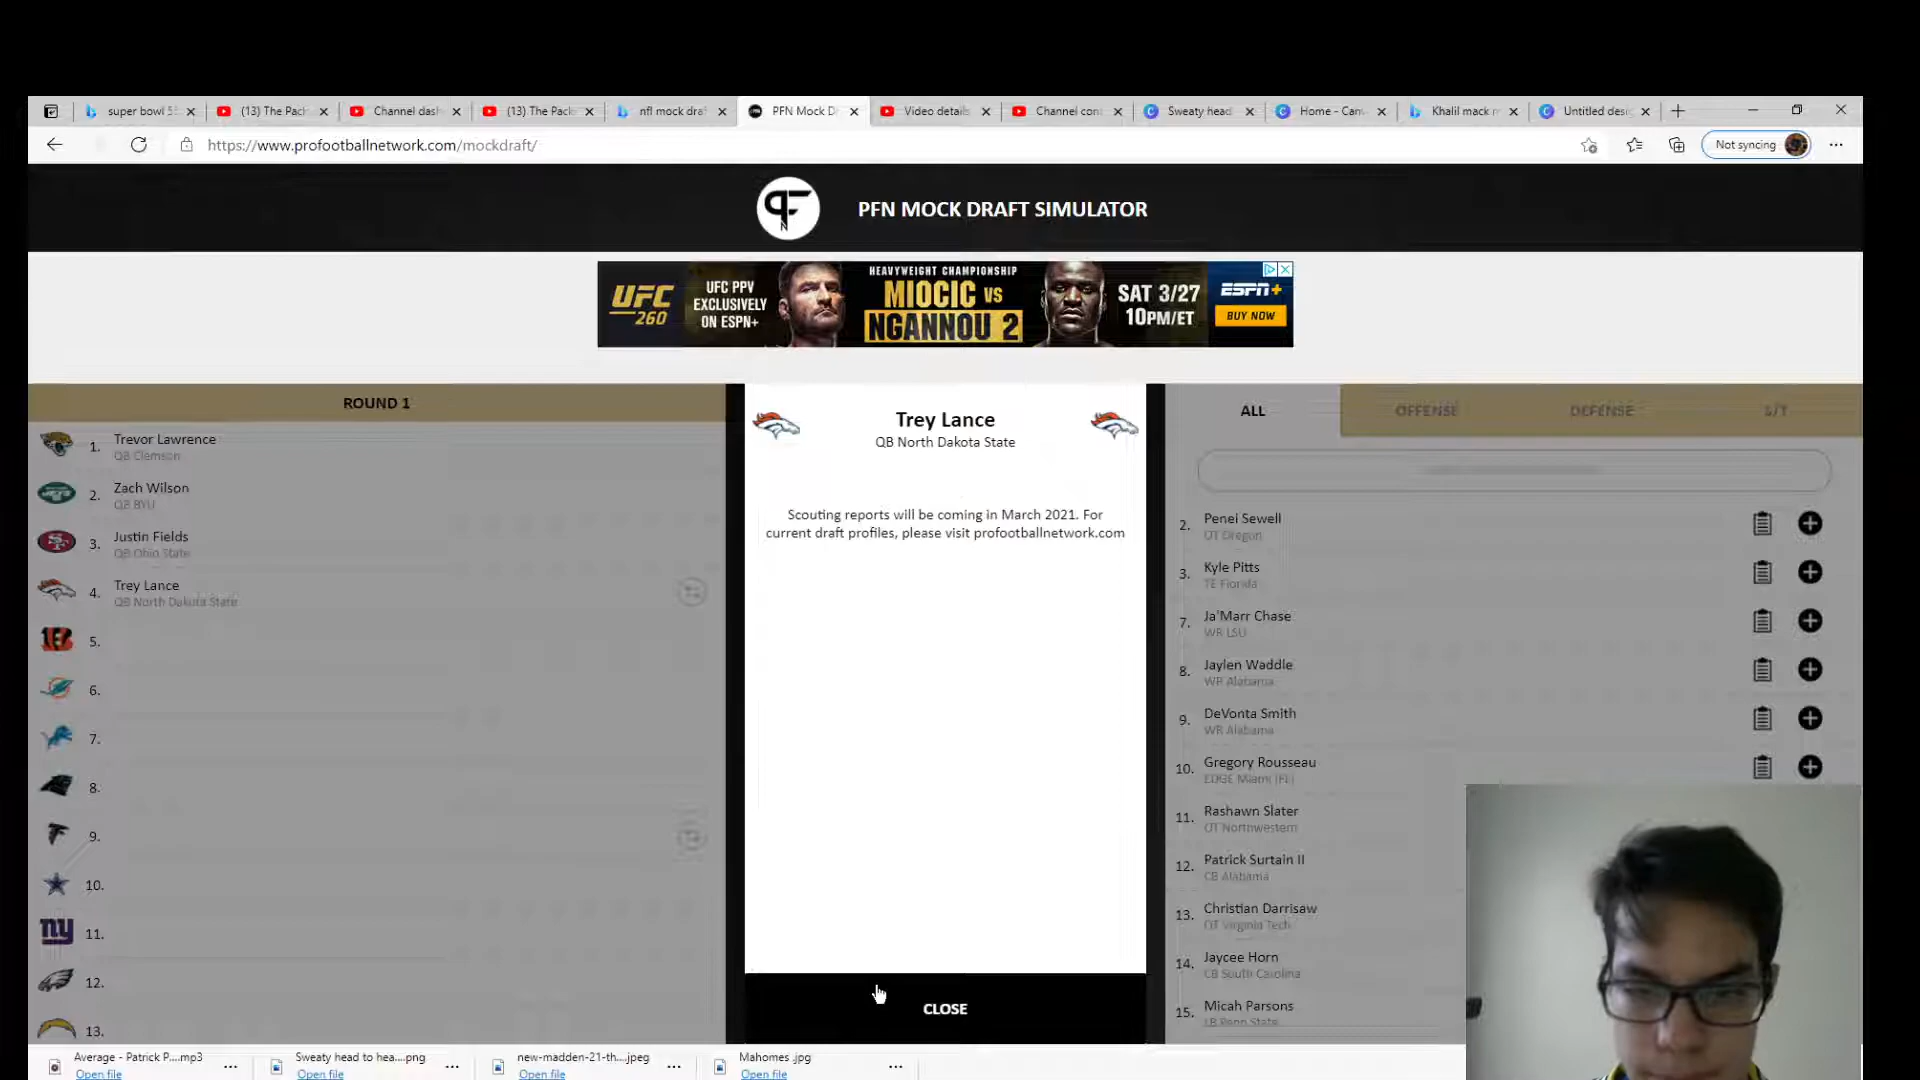 super bowl 5
(13) The Pack
Channel dash
(13) The Pack
nfl mock draf
PFN Mock D
Video details
Channel con
Sweaty head
Home - Can
Khalil mack m
Untitled desi
https://www.profootballnetwork.com/mockdraft/
Not syncing
PFN MOCK DRAFT SIMULATOR
UFC
260
UFC PPV
EXCLUSIVELY
ON ESPN+
HEAVYWEIGHT CHAMPIONSHIP
MIOCIC VS
NGANNOU 2
SAT 3/27
10PM/ET
ESPN+
BUY NOW
ROUND 1
1. Trevor Lawrence
QB Clemson
2. Zach Wilson
QB BYU
3. Justin Fields
QB Ohio State
4. Trey Lance
QB North Dakota State
5.
6.
7.
8.
9.
10.
11.
12.
13.
Trey Lance
QB North Dakota State
Scouting reports will be coming in March 2021. For
current draft profiles, please visit profootballnetwork.com
CLOSE
ALL
OFFENSE
DEFENSE
S/T
2. Penei Sewell
OT Oregon
3. Kyle Pitts
TE Florida
7. Ja'Marr Chase
WR LSU
8. Jaylen Waddle
WR Alabama
9. DeVonta Smith
WR Alabama
10. Gregory Rousseau
EDGE Miami (FL)
11. Rashawn Slater
OT Northwestern
12. Patrick Surtain II
CB Alabama
13. Christian Darrisaw
OT Virginia Tech
14. Jaycee Horn
CB South Carolina
15. Micah Parsons
LB Penn State
Average - Patrick P....mp3
Open file
Sweaty head to hea....png
Open file
new-madden-21-th....jpeg
Open file
Mahomes .jpg
Open file